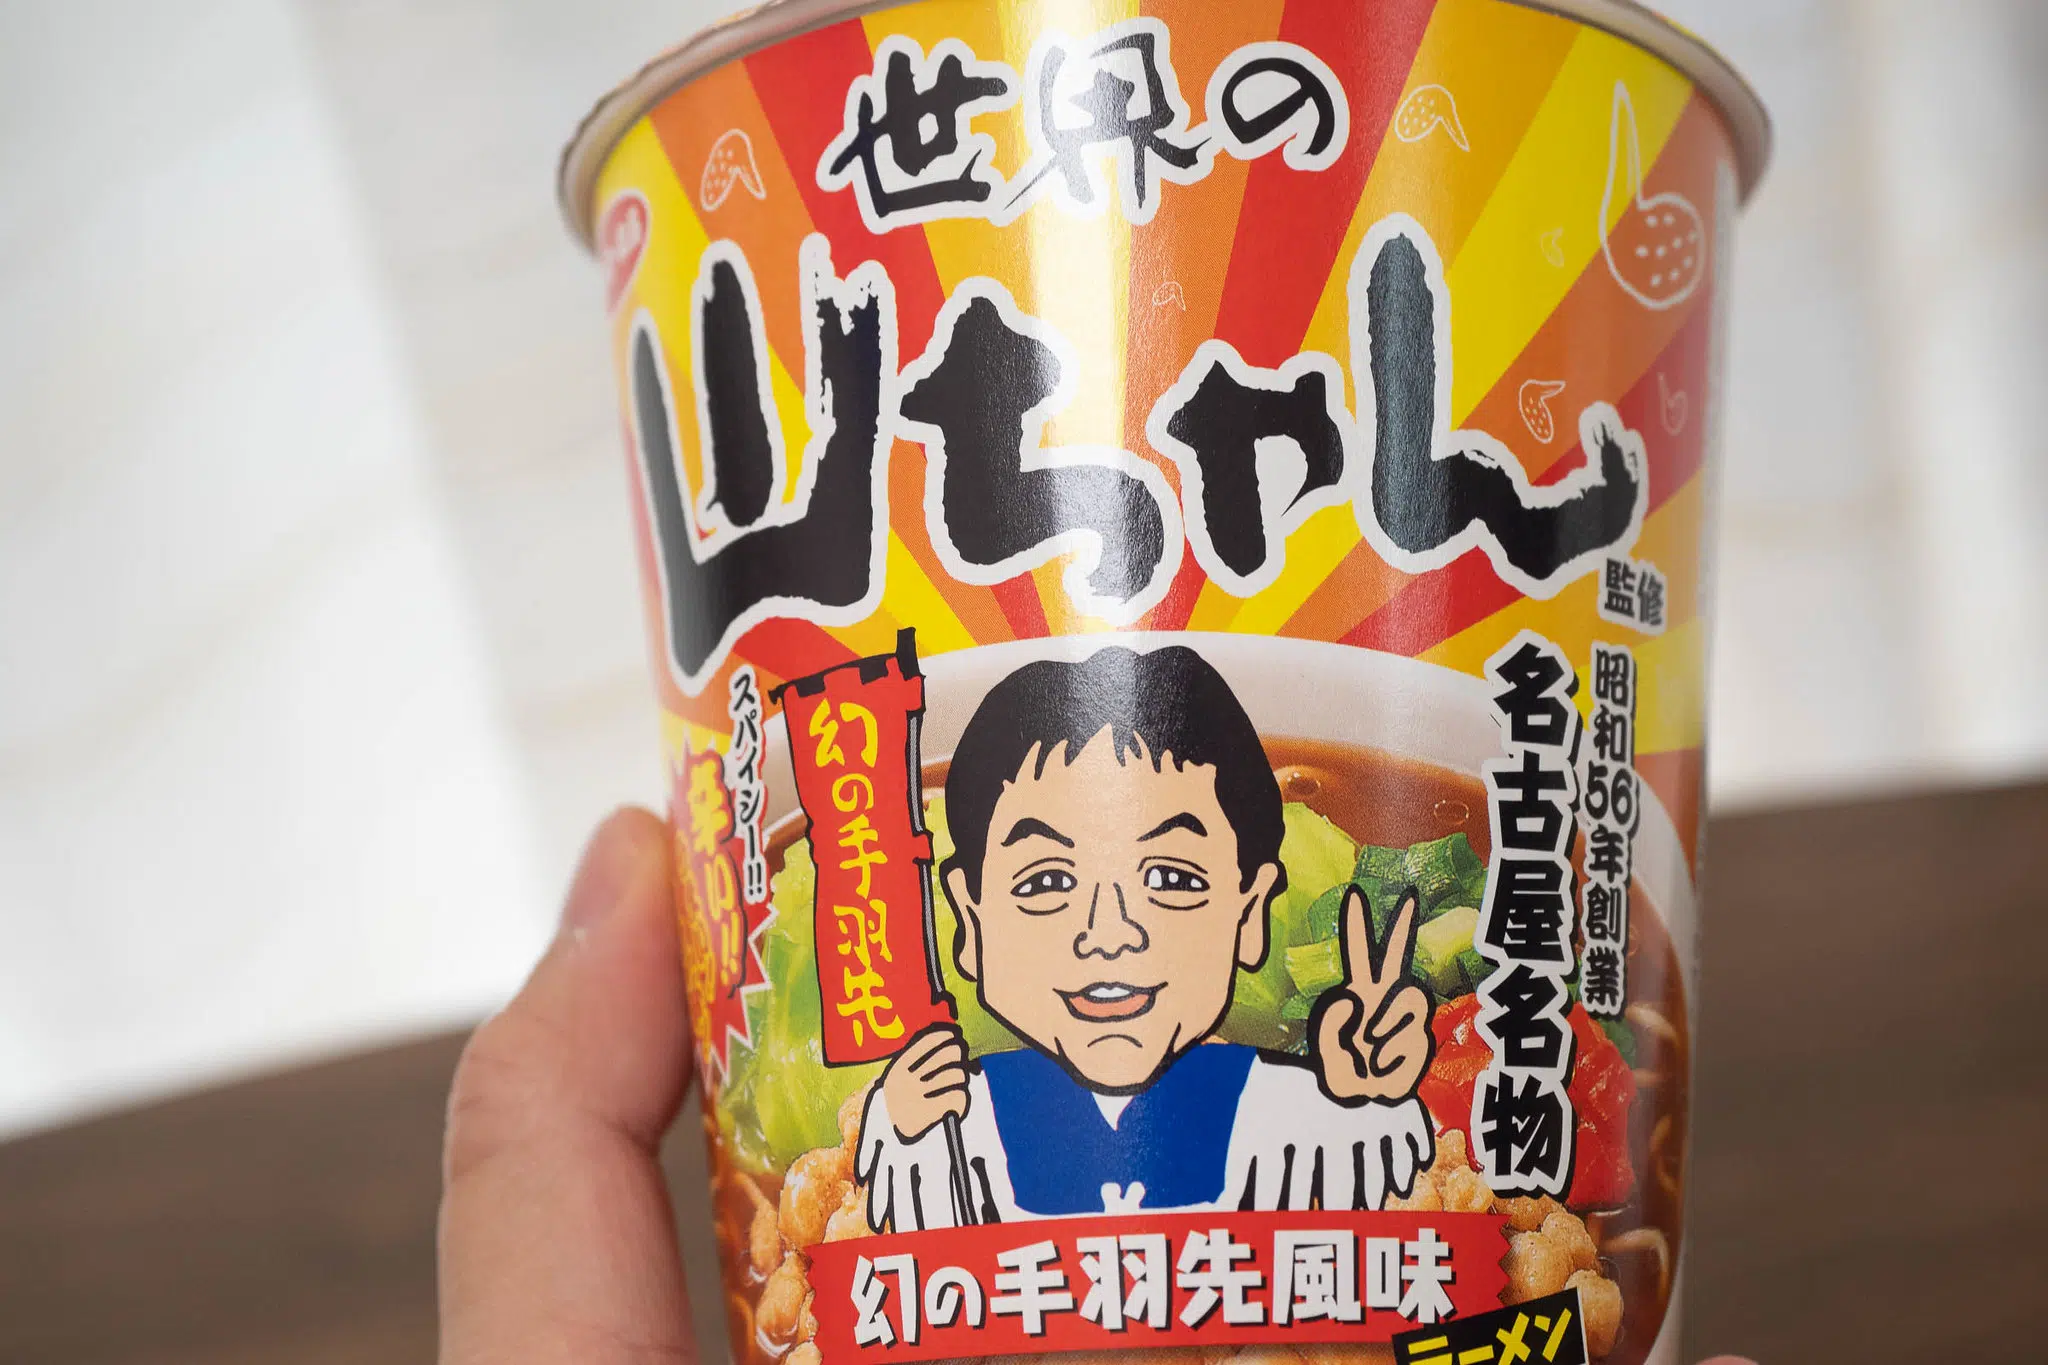 世界の
山ちゃん
監修
昭和56年創業
名古屋名物
スパイシー!!
辛い!!
幻の手羽先
幻の手羽先風味
ラーメン